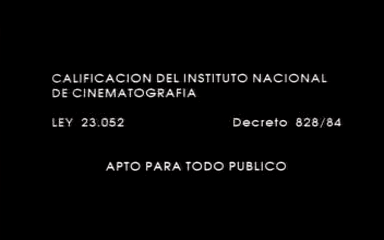 CALIFICACION DEL INSTITUTO NACIONAL
DE CINEMATOGRAFIA
LEY 23.052 Decreto 828/84
APTO PARA TODO PUBLICO